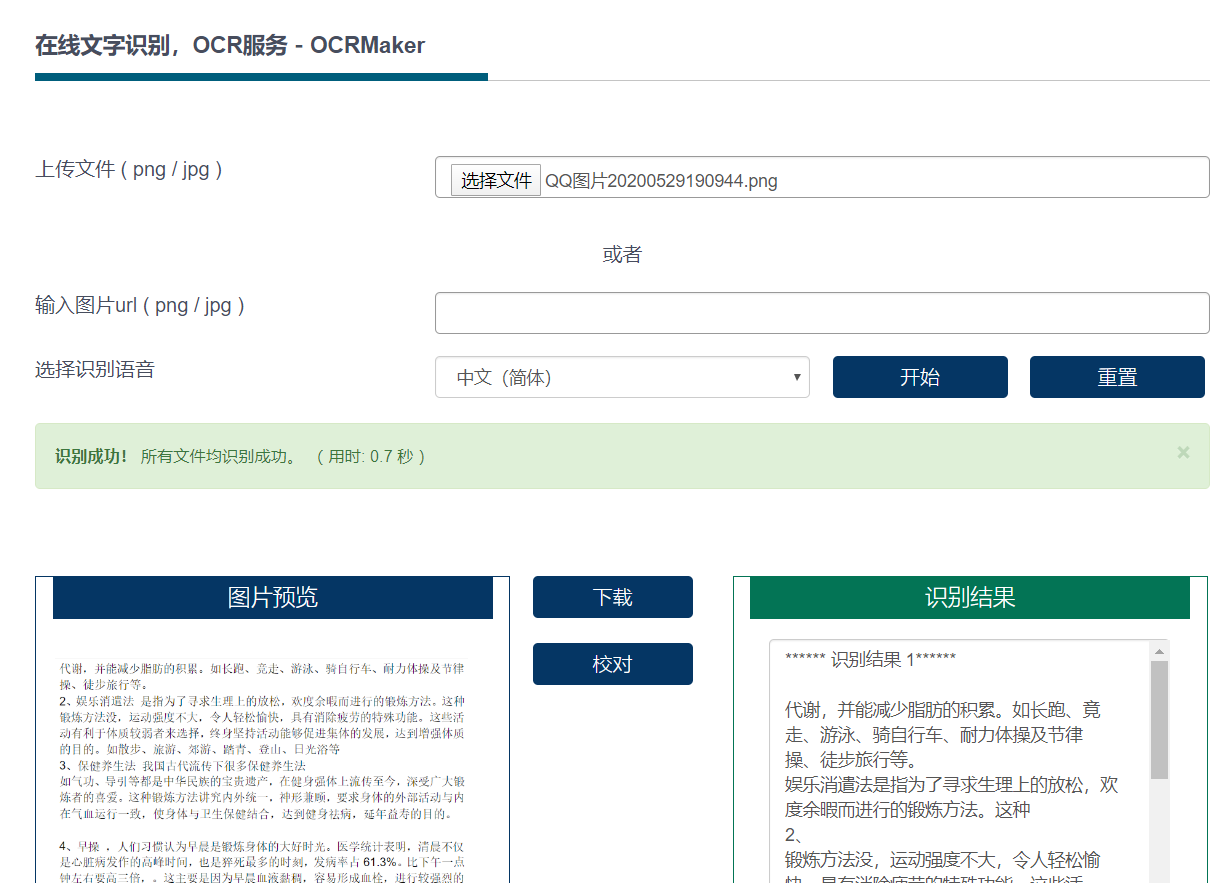 在线文字识别，OCR服务 - OCRMaker
上传文件 ( png / jpg )
选择文件 QQ图片20200529190944.png
或者
输入图片url ( png / jpg )
选择识别语音
中文（简体）
开始
重置
识别成功！ 所有文件均识别成功。 （ 用时: 0.7 秒 ）
×
图片预览
代谢，并能减少脂肪的积累。如长跑、竞走、游泳、骑自行车、耐力体操及节律
操、徒步旅行等。
2、娱乐消遣法 是指为了寻求生理上的放松，欢度余暇而进行的锻炼方法。这种
锻炼方法没，运动强度不大，令人轻松愉快，具有消除疲劳的特殊功能。这些活
动有利于体质较弱者来选择，终身坚持活动能够促进集体的发展，达到增强体质
的目的。如散步、旅游、郊游、踏青、登山、日光浴等
3、保健养生法 我国古代流传下很多保健养生法
如气功、导引等都是中华民族的宝贵遗产，在健身强体上流传至今，深受广大锻
炼者的喜爱。这种锻炼方法讲究内外统一，神形兼顾，要求身体的外部活动与内
在气血运行一致，使身体与卫生保健结合，达到健身祛病，延年益寿的目的。
4、早操 ，人们习惯认为早晨是锻炼身体的大好时光。医学统计表明，清晨不仅
是心脏病发作的高峰时间，也是猝死最多的时刻，发病率占 61.3%。比下午一点
钟左右要高三倍，。这主要是因为早晨血液黏稠，容易形成血栓，进行较强烈的
下载
校对
识别结果
****** 识别结果 1******
代谢，并能减少脂肪的积累。如长跑、竞
走、游泳、骑自行车、耐力体操及节律
操、徒步旅行等。
娱乐消遣法是指为了寻求生理上的放松，欢
度余暇而进行的锻炼方法。这种
2、
锻炼方法没，运动强度不大，令人轻松愉
快，具有消除疲劳的特殊功能。这些活